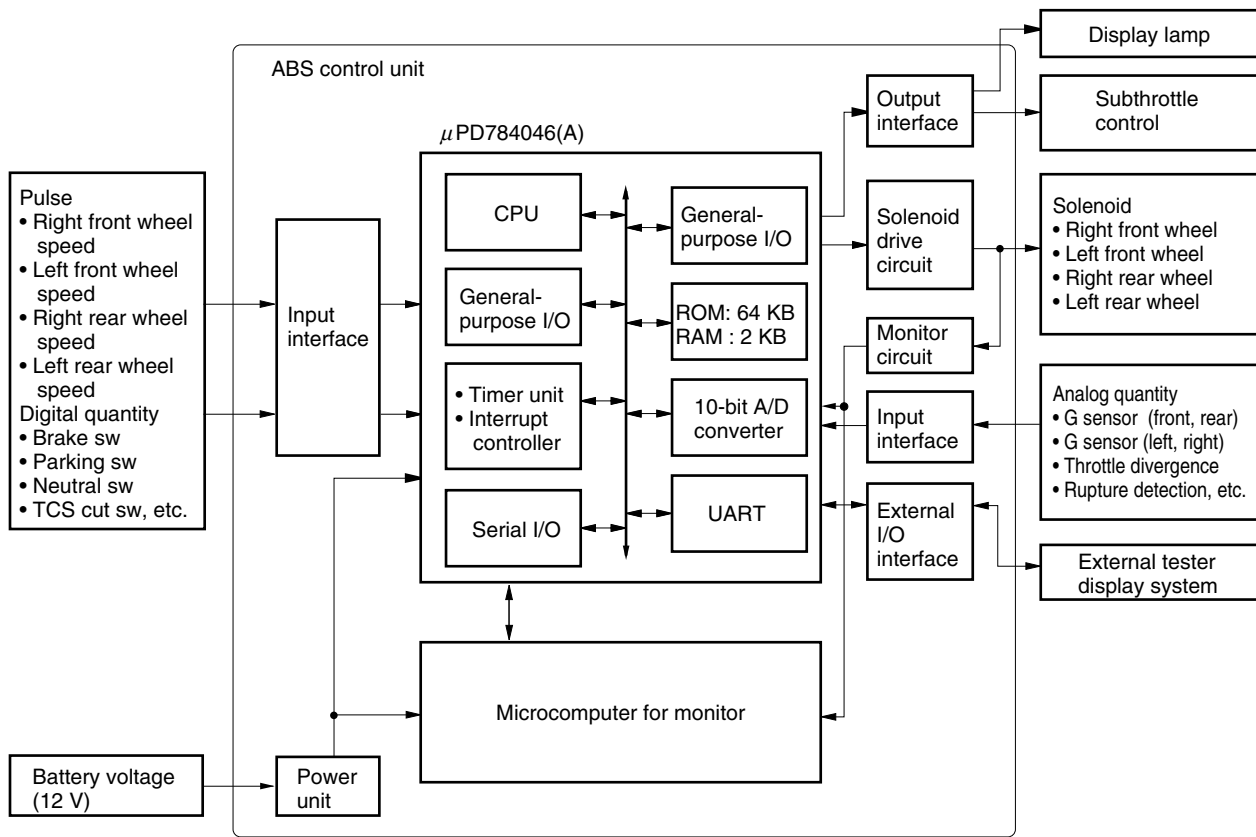 ABS control unit
μPD784046(A)
Pulse
• Right front wheel
speed
• Left front wheel
speed
• Right rear wheel
speed
• Left rear wheel
speed
Digital quantity
• Brake sw
• Parking sw
• Neutral sw
• TCS cut sw, etc.
Battery voltage
(12 V)
Input
interface
Power
unit
CPU
General-
purpose I/O
• Timer unit
• Interrupt
controller
Serial I/O
General-
purpose I/O
ROM: 64 KB
RAM : 2 KB
10-bit A/D
converter
UART
Microcomputer for monitor
Output
interface
Solenoid
drive
circuit
Monitor
circuit
Input
interface
External
I/O
interface
Display lamp
Subthrottle
control
Solenoid
• Right front wheel
• Left front wheel
• Right rear wheel
• Left rear wheel
Analog quantity
• G sensor (front, rear)
• G sensor (left, right)
• Throttle divergence
• Rupture detection, etc.
External tester
display system